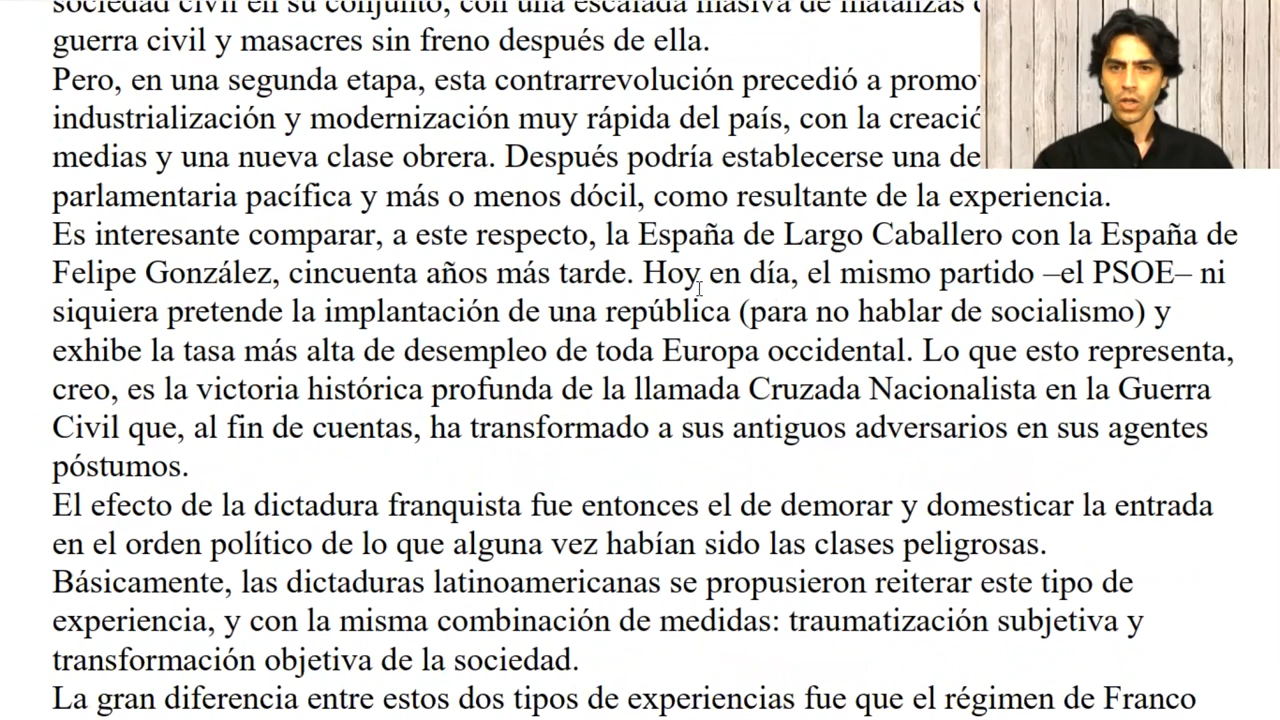 sociedad civil en su conjunto, con una escalada masiva de matanzas
guerra civil y masacres sin freno después de ella.
Pero, en una segunda etapa, esta contrarrevolución precedió a
industrialización y modernización muy rápida del país, con la
medias y una nueva clase obrera. Después podría establecerse una
parlamentaria pacífica y más o menos dócil, como resultante de la experiencia.
Es interesante comparar, a este respecto, la España de Largo Caballero con la España de
Felipe González, cincuenta años más tarde. Hoy en día, el mismo partido –el PSOE– ni
siquiera pretende la implantación de una república (para no hablar de socialismo) y
exhibe la tasa más alta de desempleo de toda Europa occidental. Lo que esto representa,
creo, es la victoria histórica profunda de la llamada Cruzada Nacionalista en la Guerra
Civil que, al fin de cuentas, ha transformado a sus antiguos adversarios en sus agentes
póstumos.
El efecto de la dictadura franquista fue entonces el de demorar y domesticar la entrada
en el orden político de lo que alguna vez habían sido las clases peligrosas.
Básicamente, las dictaduras latinoamericanas se propusieron reiterar este tipo de
experiencia, y con la misma combinación de medidas: traumatización subjetiva y
transformación objetiva de la sociedad.
La gran diferencia entre estos dos tipos de experiencias fue que el régimen de Franco